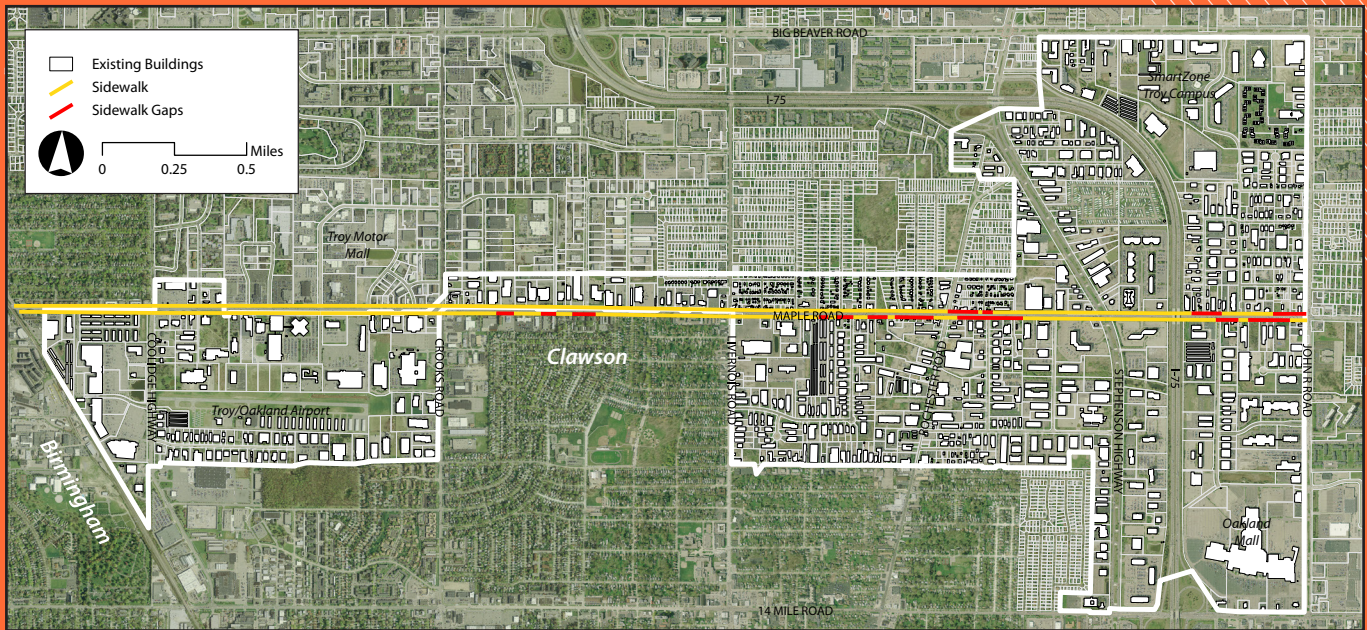 Existing Buildings
Sidewalk
Sidewalk Gaps
Miles
0 0.25 0.5
BIG BEAVER ROAD
SmartZone
Troy Campus
I-75
Troy Motor
Mall
MAPLE ROAD
Clawson
COOLIDGE HIGHWAY
CROOKS ROAD
LIVERNOIS ROAD
ROCHESTER ROAD
STEPHENSON HIGHWAY
I-75
JOHN R ROAD
Troy/Oakland Airport
Birmingham
Oakland
Mall
14 MILE ROAD